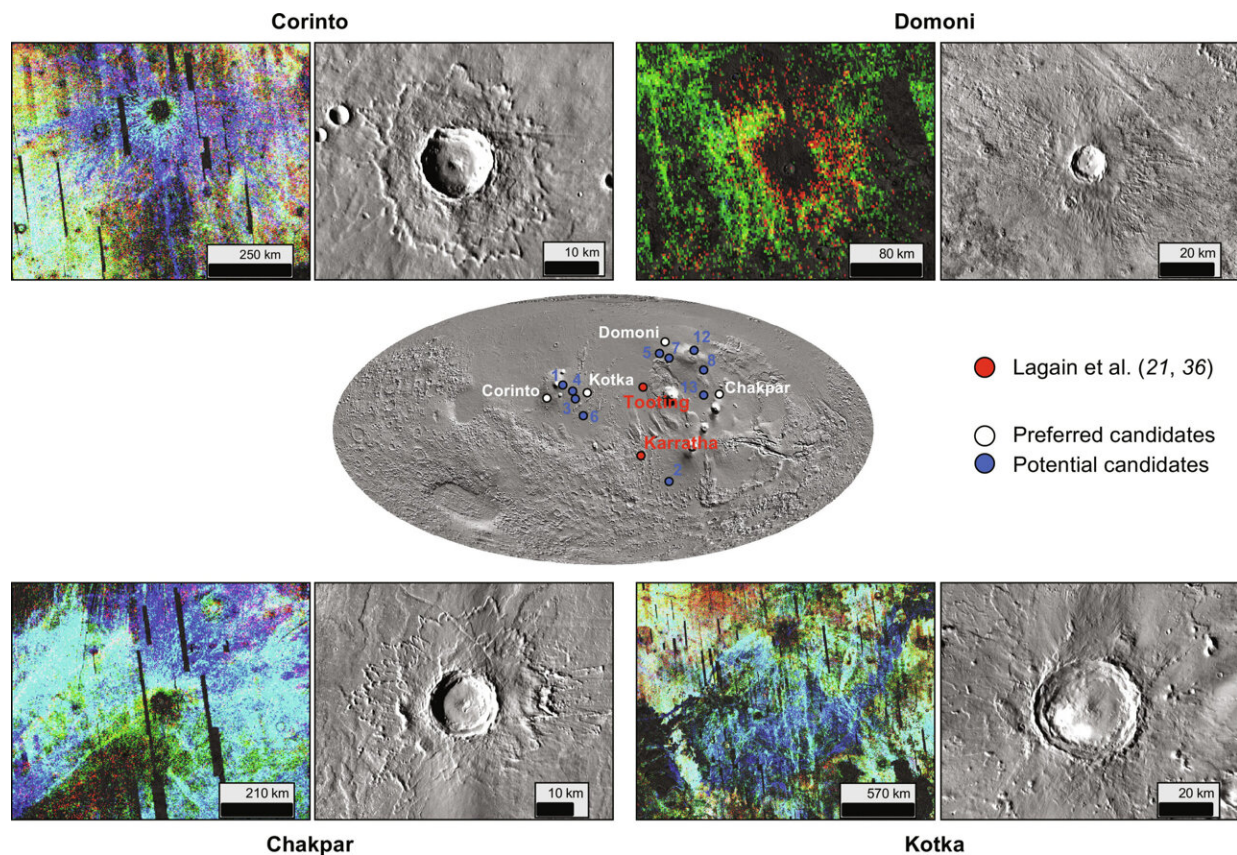 Corinto
Domoni
250 km
10 km
80 km
20 km
Domoni
12
5
7
8
1
4
Kotka
Corinto
13
Chakpar
3
Tooting
6
Karratha
2
Lagain et al. (21, 36)
Preferred candidates
Potential candidates
210 km
10 km
570 km
20 km
Chakpar
Kotka